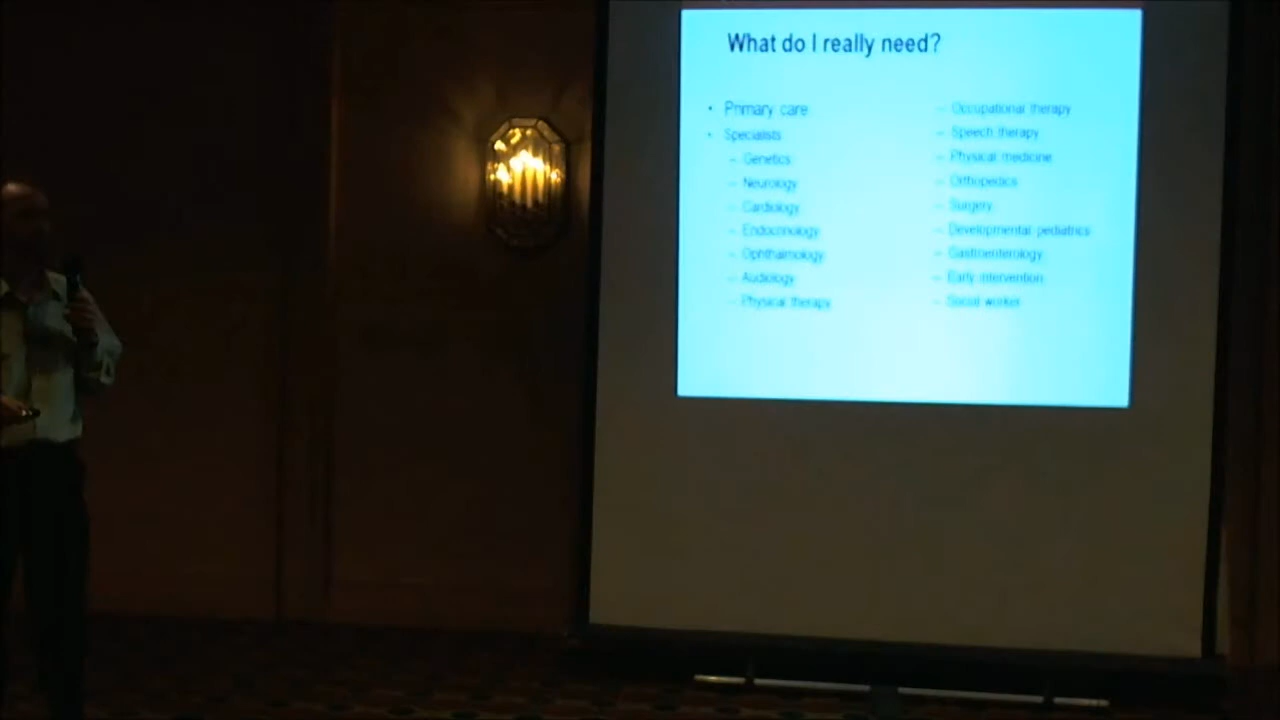 What do I really need?
• Primary care
• Specialists
– Genetics
– Neurology
– Cardiology
– Endocrinology
– Ophthalmology
– Audiology
– Physical therapy
– Occupational therapy
– Speech therapy
– Physical medicine
– Orthopedics
– Surgery
– Developmental pediatrics
– Gastroenterology
– Early intervention
– Social worker